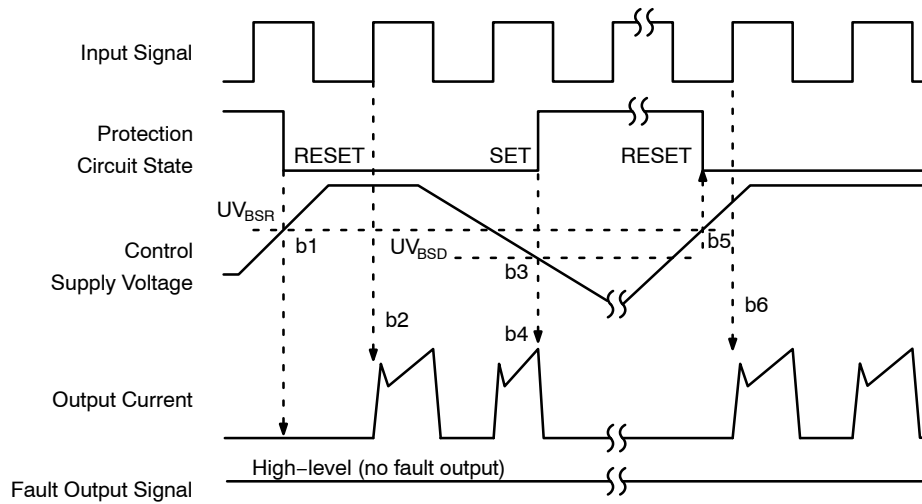 Input Signal
Protection
Circuit State
RESET
SET
RESET
UVBSR
b1
UVBSD
b3
b5
Control
Supply Voltage
b2
b4
b6
Output Current
High−level (no fault output)
Fault Output Signal